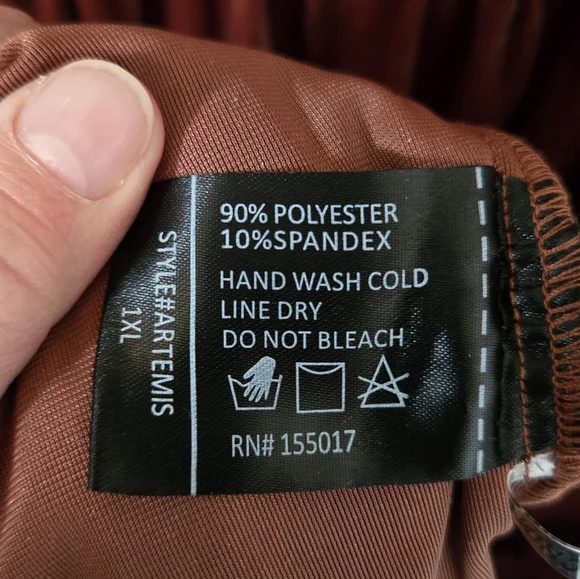 STYLE#ARTEMIS
1XL
90% POLYESTER
10%SPANDEX
HAND WASH COLD
LINE DRY
DO NOT BLEACH
RN# 155017